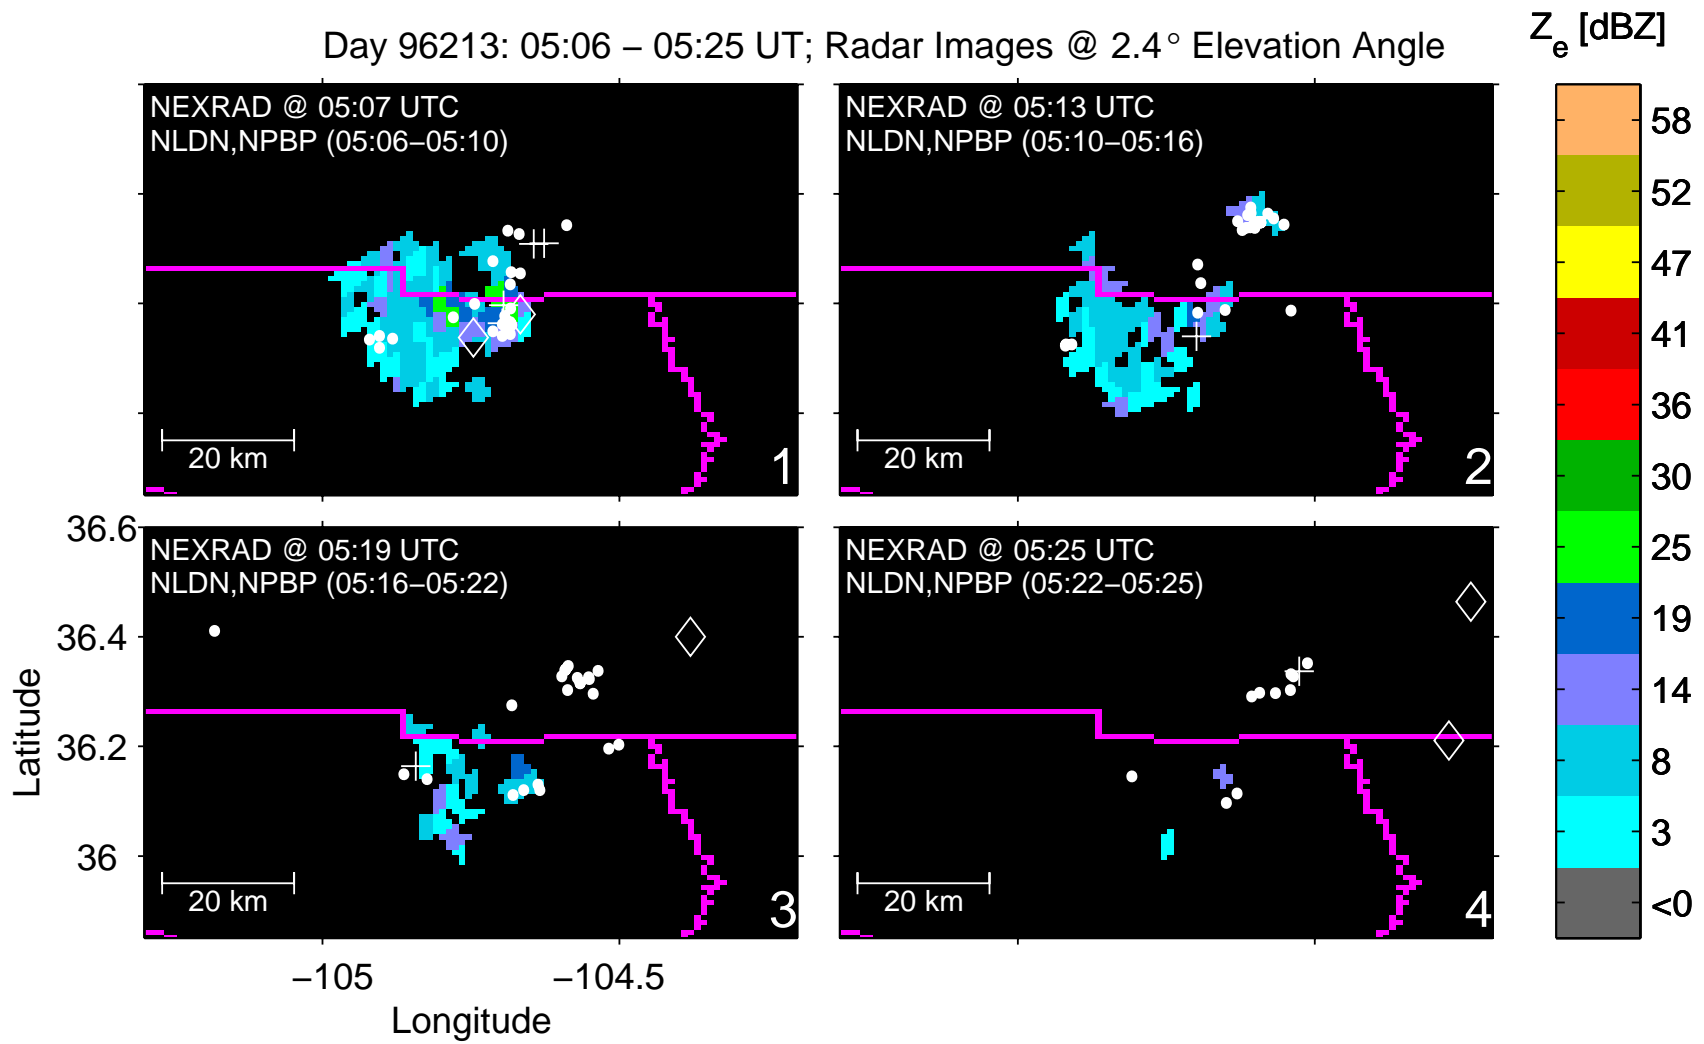 Day 96213: 05:06 – 05:25 UT; Radar Images @ 2.4° Elevation Angle
Z_e [dBZ]
NEXRAD @ 05:07 UTC
NLDN,NPBP (05:06–05:10)
20 km
1
NEXRAD @ 05:13 UTC
NLDN,NPBP (05:10–05:16)
20 km
2
58
52
47
41
36
30
25
19
14
8
3
<0
NEXRAD @ 05:19 UTC
NLDN,NPBP (05:16–05:22)
20 km
3
NEXRAD @ 05:25 UTC
NLDN,NPBP (05:22–05:25)
20 km
4
36.6
36.4
36.2
36
Latitude
–105
–104.5
Longitude